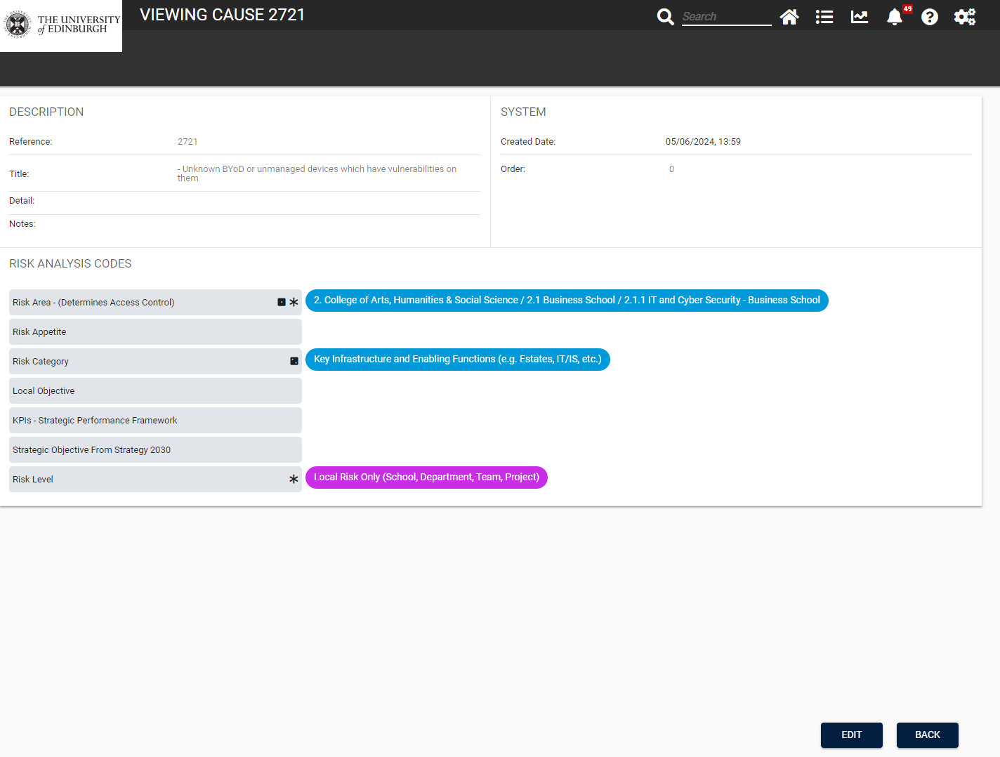 THE UNIVERSITY
of EDINBURGH
VIEWING CAUSE 2721
Search
49
DESCRIPTION
Reference: 2721
Title: - Unknown BYoD or unmanaged devices which have vulnerabilities on
them
Detail:
Notes:
SYSTEM
Created Date: 05/06/2024, 13:59
Order: 0
RISK ANALYSIS CODES
Risk Area - (Determines Access Control) 2. College of Arts, Humanities & Social Science / 2.1 Business School / 2.1.1 IT and Cyber Security - Business School
Risk Appetite
Risk Category Key Infrastructure and Enabling Functions (e.g. Estates, IT/IS, etc.)
Local Objective
KPIs - Strategic Performance Framework
Strategic Objective From Strategy 2030
Risk Level Local Risk Only (School, Department, Team, Project)
EDIT BACK